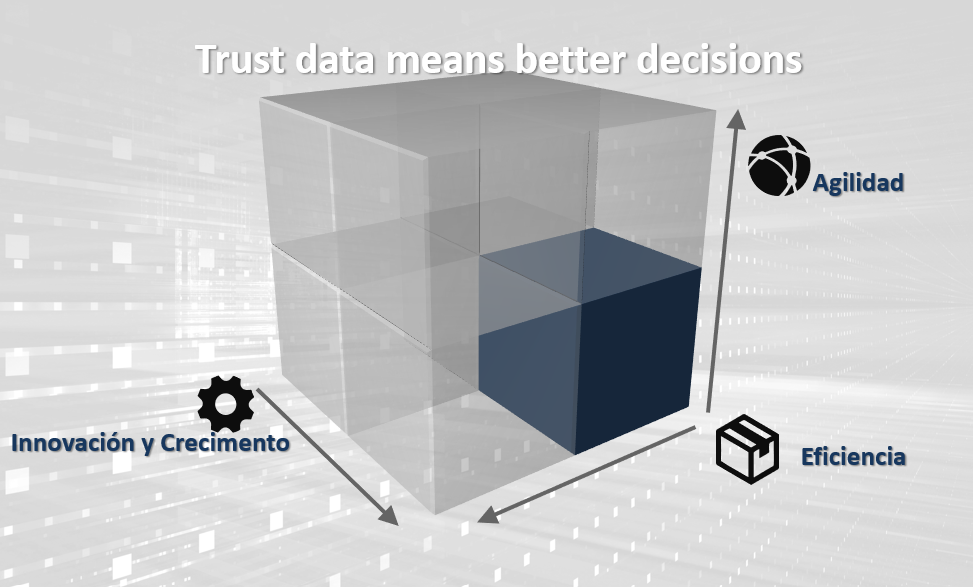 Trust data means better decisions
Agilidad
Innovación y Crecimento
Eficiencia